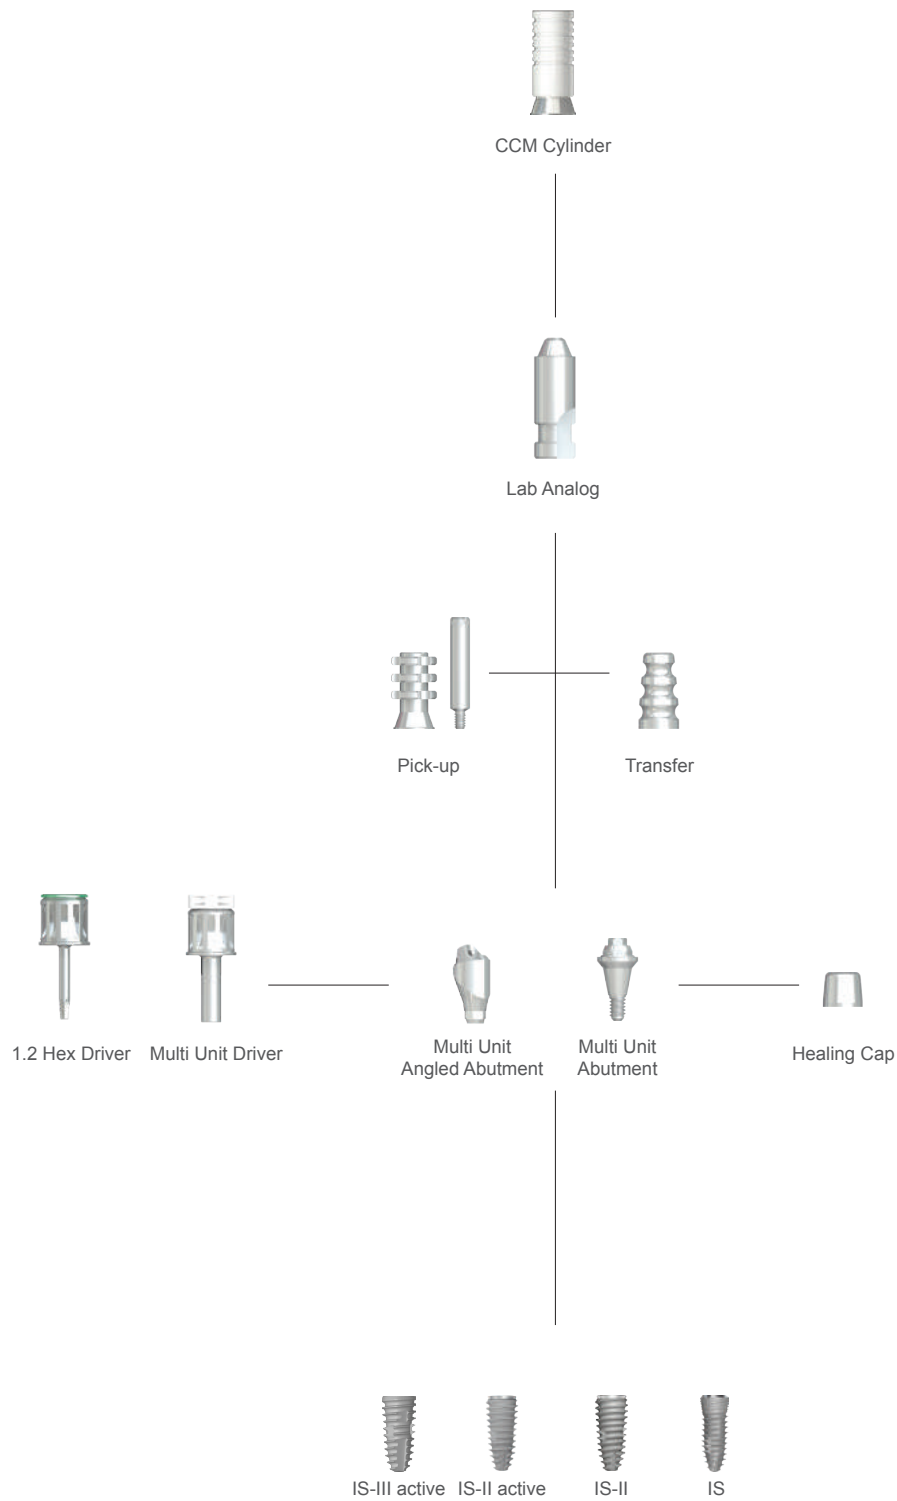 CCM Cylinder
Lab Analog
Pick-up
Transfer
1.2 Hex Driver
Multi Unit Driver
Multi Unit
Angled Abutment
Multi Unit
Abutment
Healing Cap
IS-III active
IS-II active
IS-II
IS